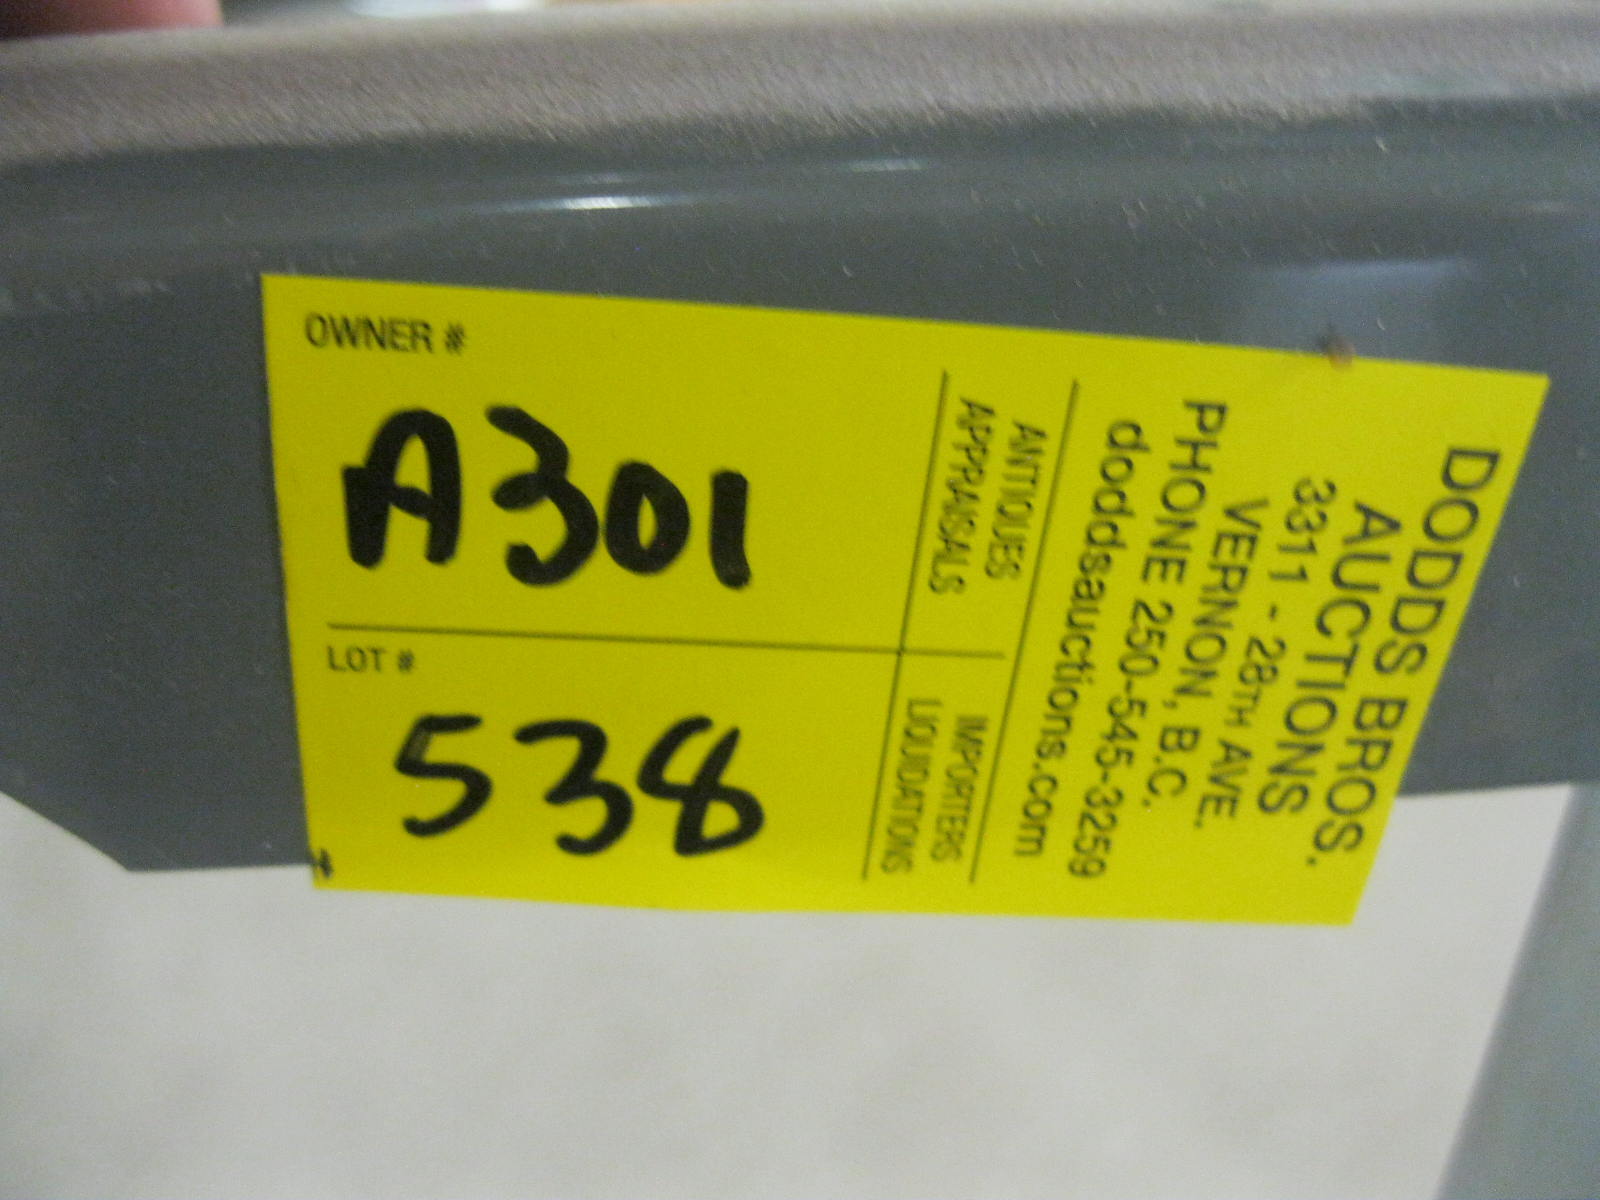 OWNER #
A301
LOT #
538
ANTIQUES
APPRAISALS
IMPORTERS
LIQUIDATIONS
DODDS BROS.
AUCTIONS
3311 - 28TH AVE.
VERNON, B.C.
PHONE 250-545-3259
doddsauctions.com